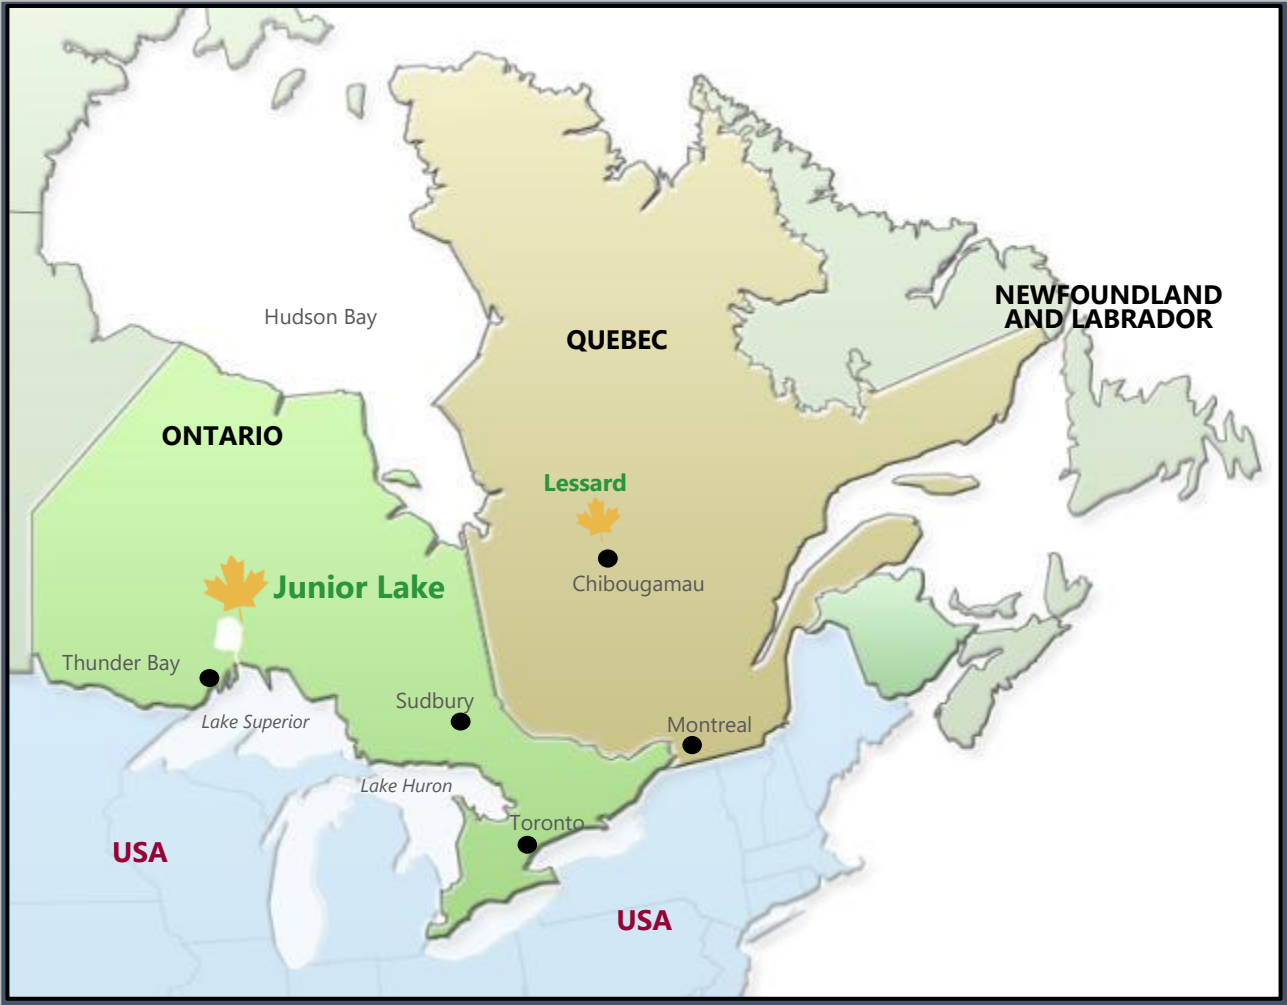 NEWFOUNDLAND
AND LABRADOR
Hudson Bay
QUEBEC
ONTARIO
Lessard
Chibougamau
Junior Lake
Thunder Bay
Sudbury
Lake Superior
Montreal
Lake Huron
Toronto
USA
USA